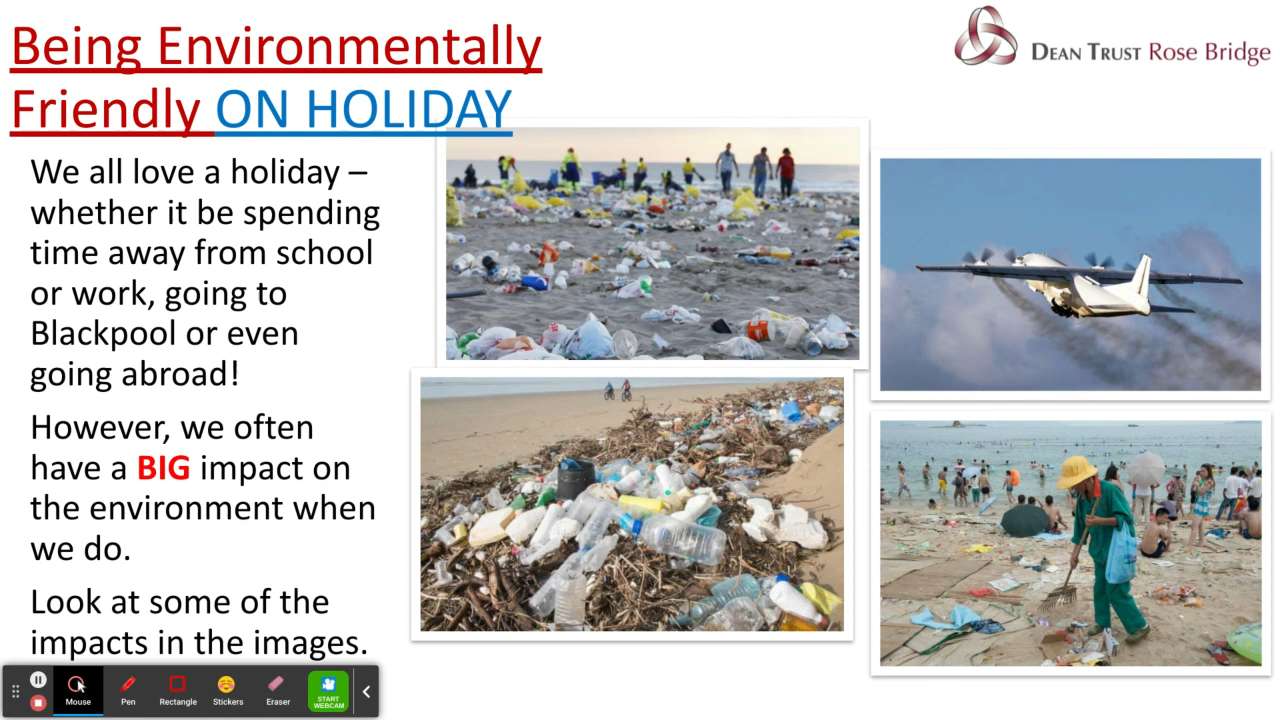 Being Environmentally
Friendly ON HOLIDAY
DEAN TRUST Rose Bridge
We all love a holiday –
whether it be spending
time away from school
or work, going to
Blackpool or even
going abroad!
However, we often
have a BIG impact on
the environment when
we do.
Look at some of the
impacts in the images.
Mouse
Pen
Rectangle
Stickers
Eraser
START
WEBCAM